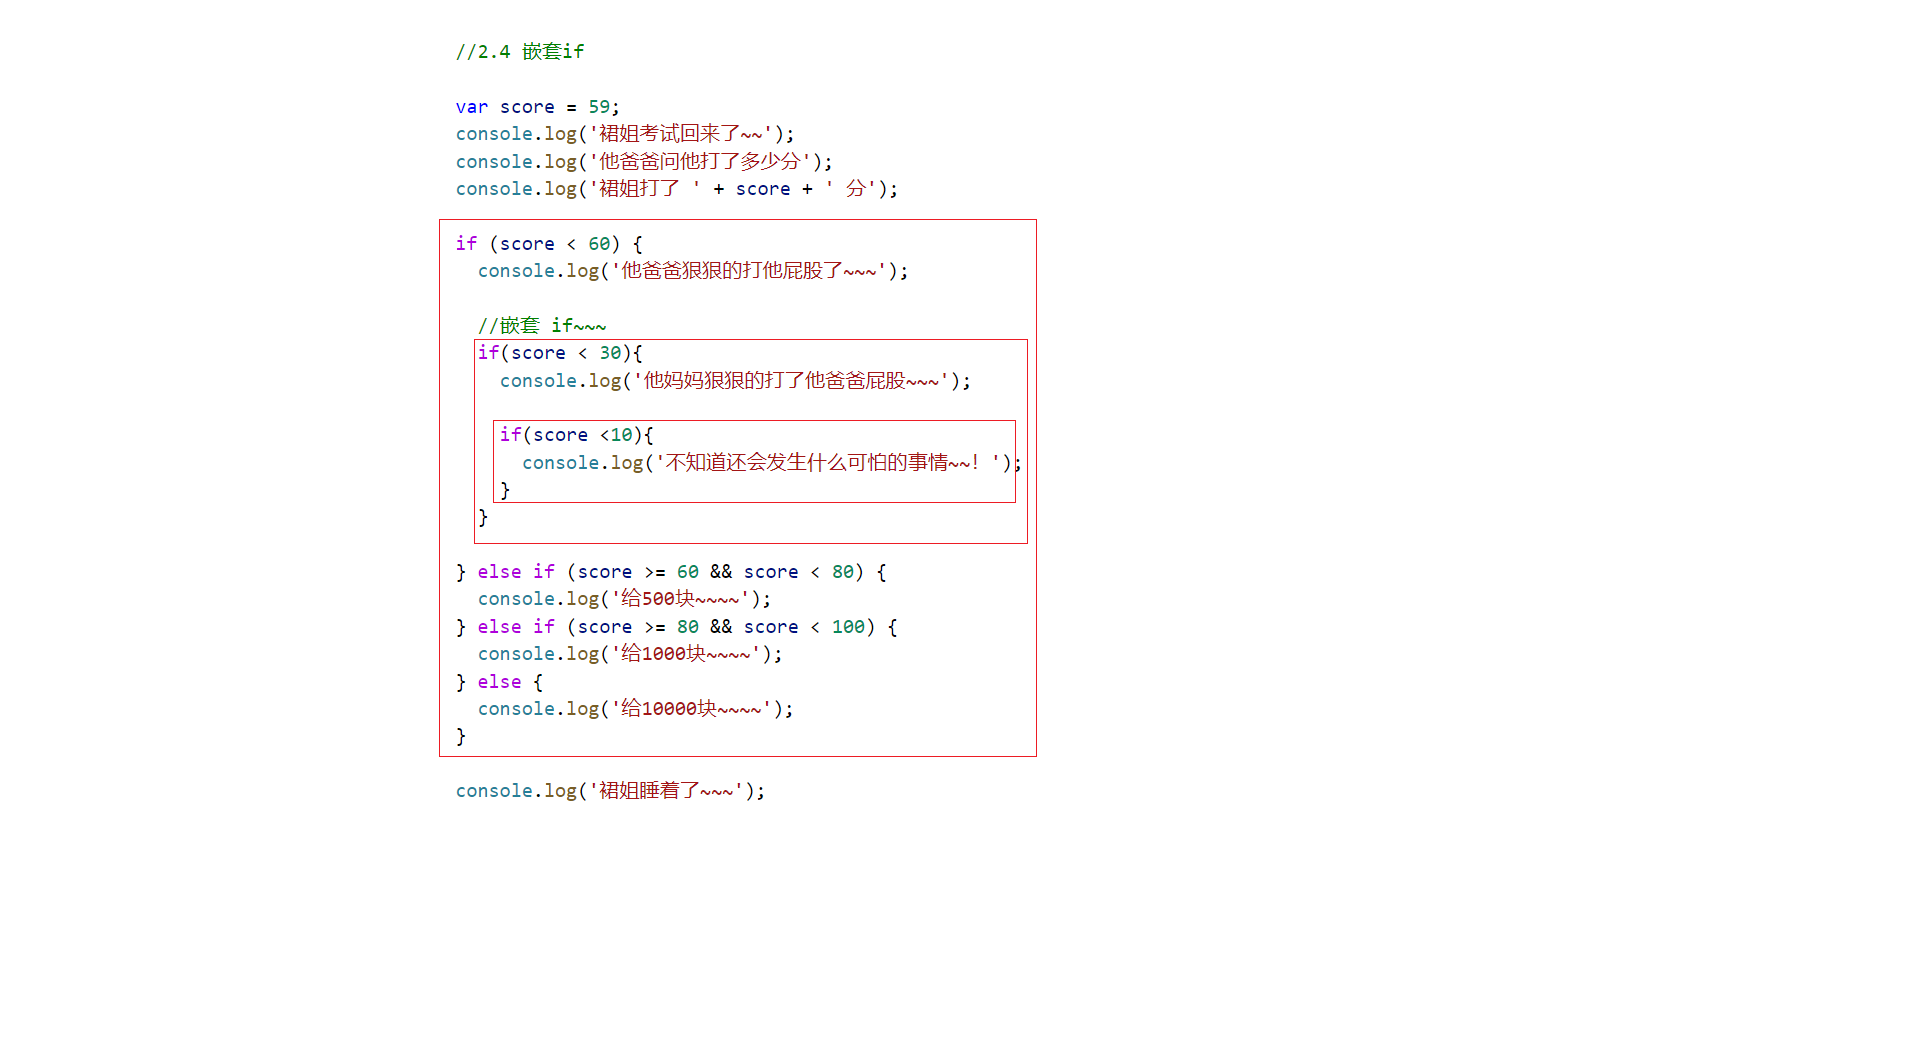 //2.4 嵌套if
var score = 59;
console.log('裙姐考试回来了~~');
console.log('他爸爸问他打了多少分');
console.log('裙姐打了 ' + score + ' 分');
if (score < 60) {
console.log('他爸爸狠狠的打他屁股了~~~');
//嵌套 if~~~
if(score < 30){
console.log('他妈妈狠狠的打了他爸爸屁股~~~');
if(score <10){
console.log('不知道还会发生什么可怕的事情~~！');
}
}
} else if (score >= 60 && score < 80) {
console.log('给500块~~~~');
} else if (score >= 80 && score < 100) {
console.log('给1000块~~~~');
} else {
console.log('给10000块~~~~');
}
console.log('裙姐睡着了~~~');